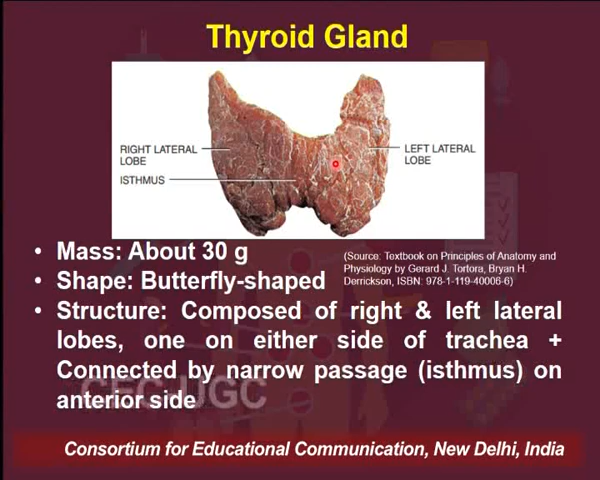 Thyroid Gland
RIGHT LATERAL
LOBE
ISTHMUS
LEFT LATERAL
LOBE
• Mass: About 30 g
(Source: Textbook on Principles of Anatomy and
Physiology by Gerard J. Tortora, Bryan H.
Derrickson, ISBN: 978-1-119-40006-6)
• Shape: Butterfly-shaped
• Structure: Composed of right & left lateral
lobes, one on either side of trachea +
Connected by narrow passage (isthmus) on
anterior side
CEC-UGC
Consortium for Educational Communication, New Delhi, India